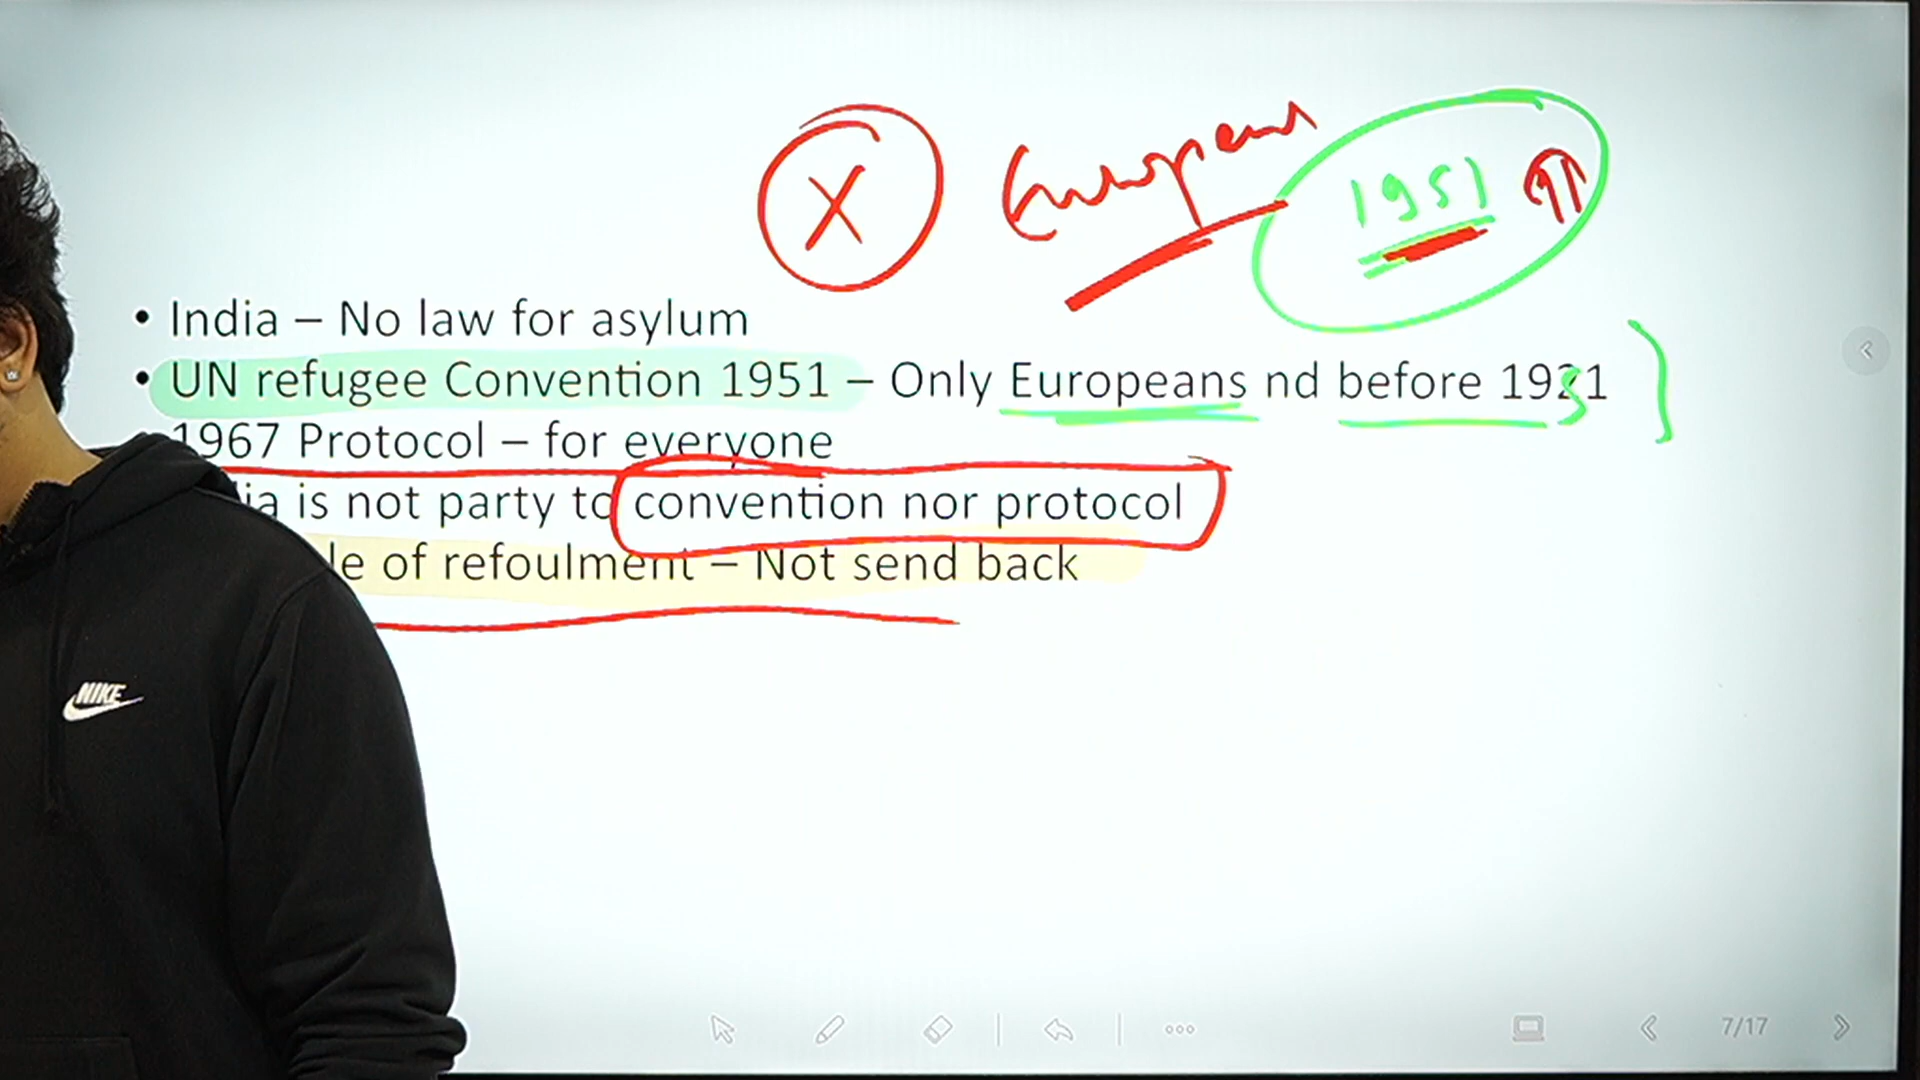 X Europeans 1951
• India – No law for asylum
• UN refugee Convention 1951 – Only Europeans nd before 1951
1967 Protocol – for everyone
is not party to convention nor protocol
of refoulment – Not send back
NIKE
7/17